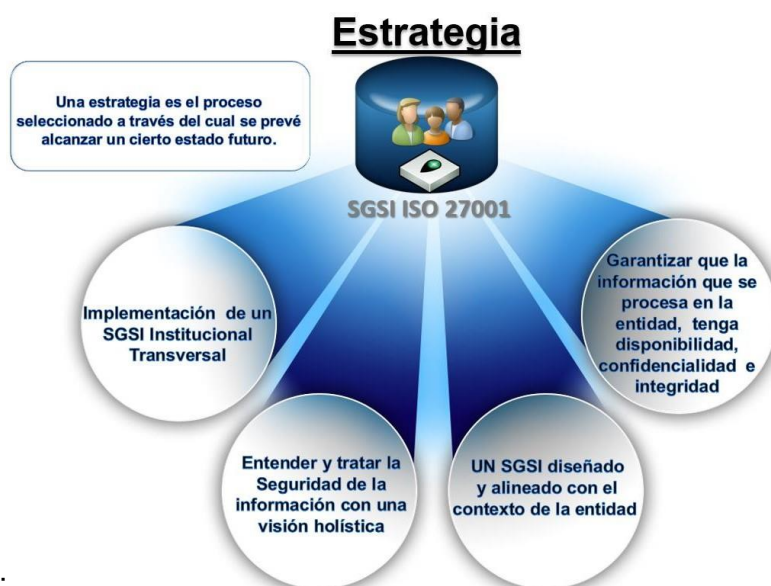 Estrategia
Una estrategia es el proceso
seleccionado a través del cual se prevé
alcanzar un cierto estado futuro.
SGSI ISO 27001
Implementación de un
SGSI Institucional
Transversal
Entender y tratar la
Seguridad de la
información con una
visión holística
UN SGSI diseñado
y alineado con el
contexto de la entidad
Garantizar que la
información que se
procesa en la
entidad, tenga
disponibilidad,
confidencialidad e
integridad
.